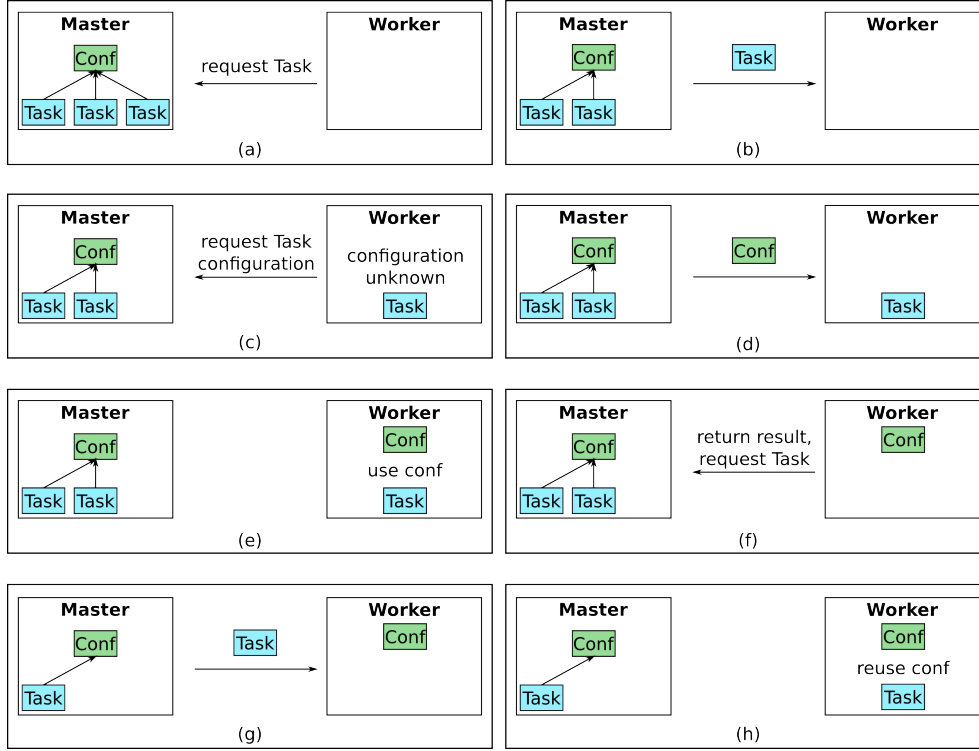 Master
Worker
Conf
request Task
Task Task Task
(a)
Master
Worker
Conf
Task
Task Task
(b)
Master
Worker
Conf
request Task
configuration
configuration
unknown
Task Task
Task
(c)
Master
Worker
Conf
Conf
Task Task
Task
(d)
Master
Worker
Conf
Conf
use conf
Task Task
Task
(e)
Master
Worker
Conf
return result,
request Task
Conf
Task Task
(f)
Master
Worker
Conf
Task
Conf
Task
(g)
Master
Worker
Conf
Conf
reuse conf
Task
Task
(h)